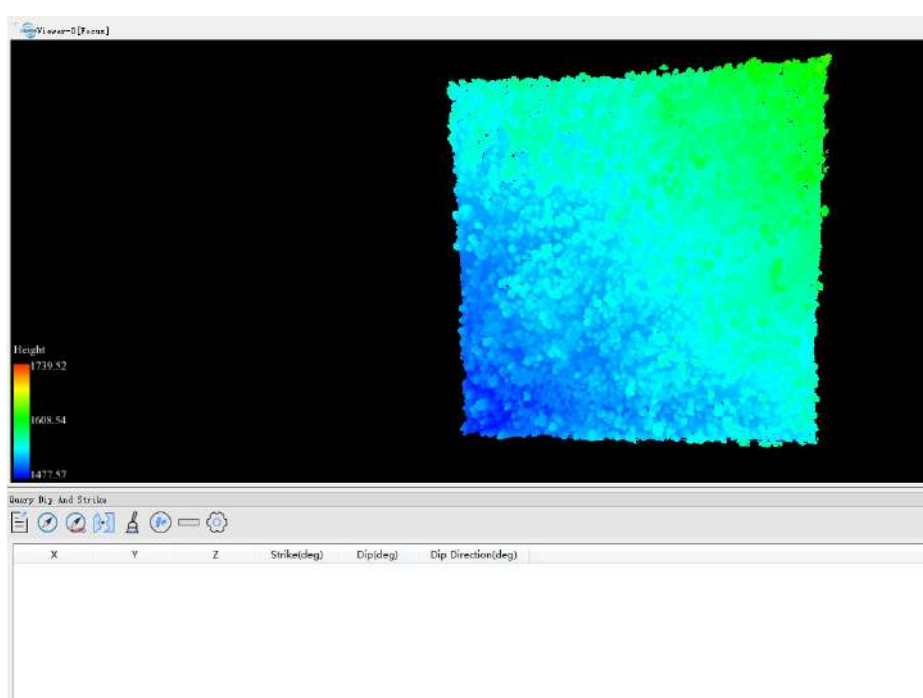 Viewer-0[Focus]
Height
1739.52
1608.54
1477.57
Query Dip And Strike
X Y Z Strike(deg) Dip(deg) Dip Direction(deg)